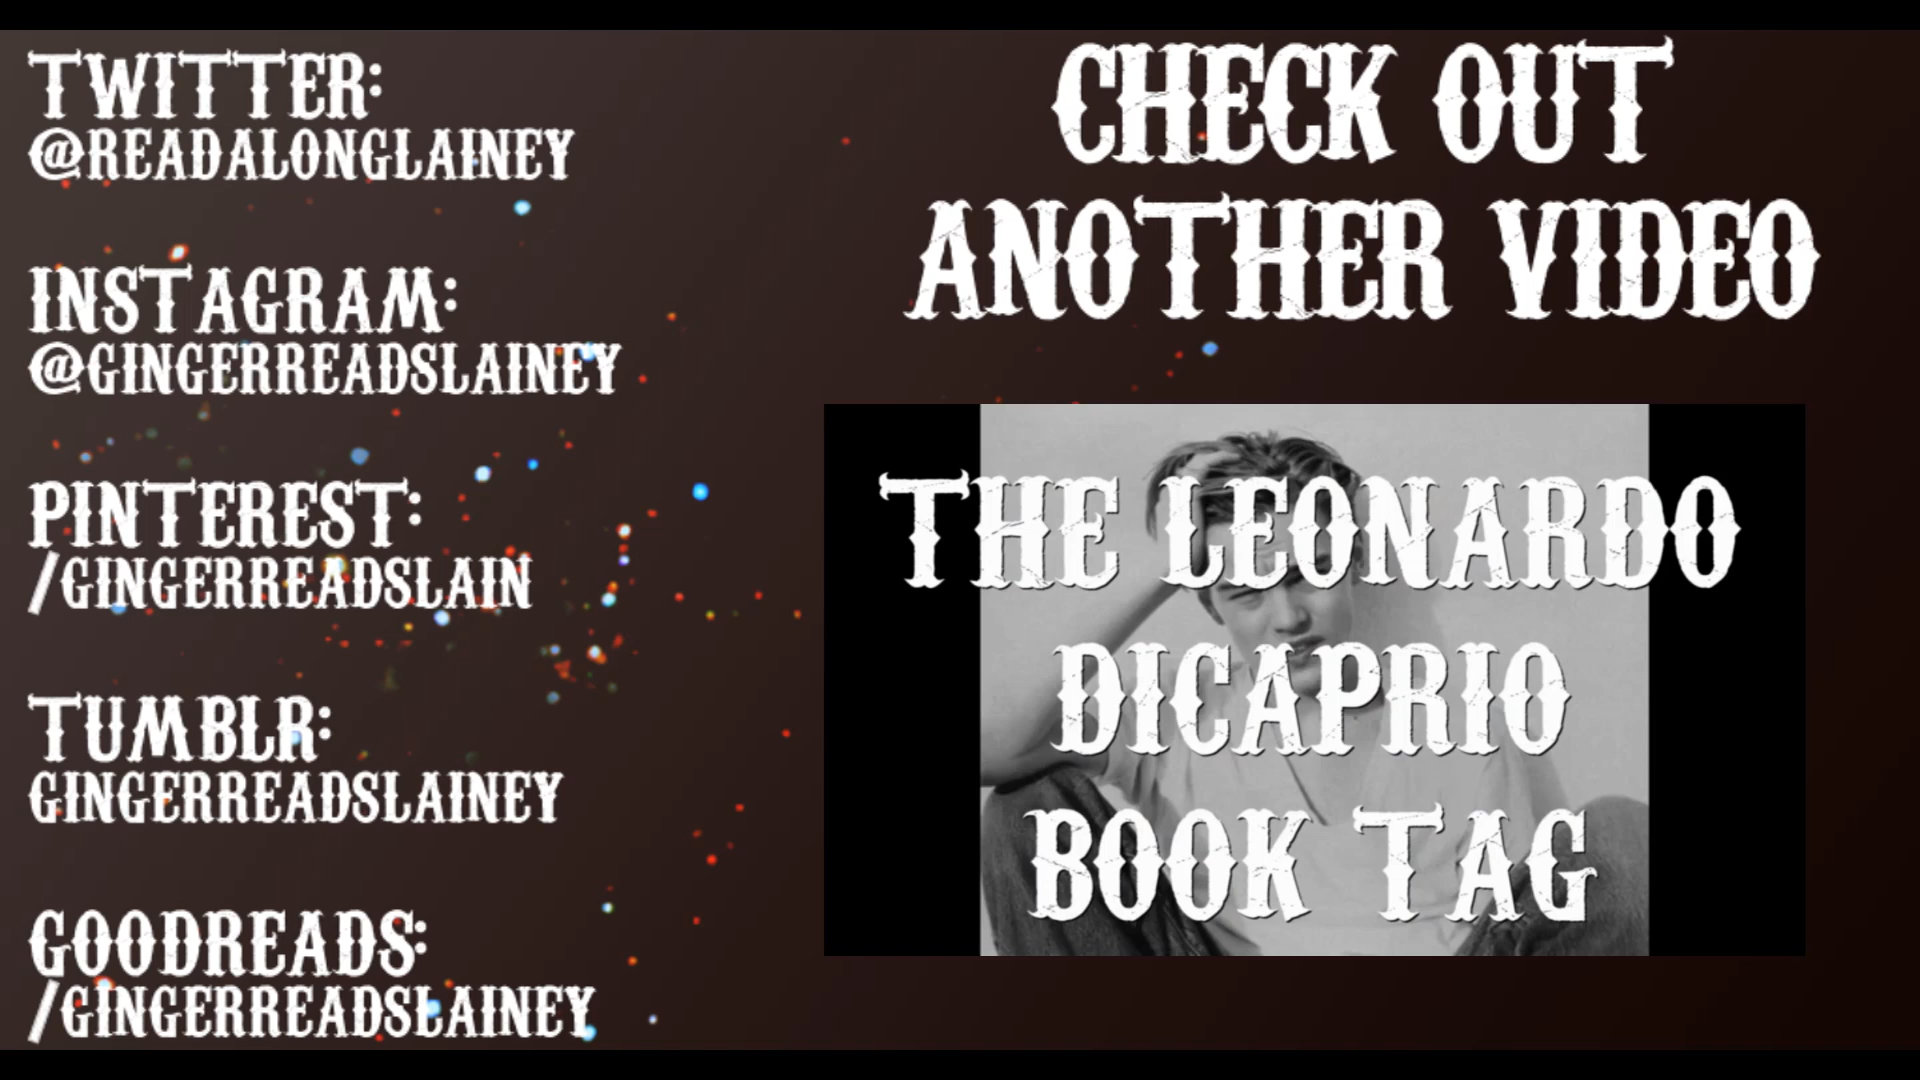 TWITTER:
@READALONGLAINEY
INSTAGRAM:
@GINGERREADSLAINEY
PINTEREST:
/GINGERREADSLAIN
TUMBLR:
GINGERREADSLAINEY
GOODREADS:
/GINGERREADSLAINEY
CHECK OUT
ANOTHER VIDEO
THE LEONARDO
DICAPRIO
BOOK TAG